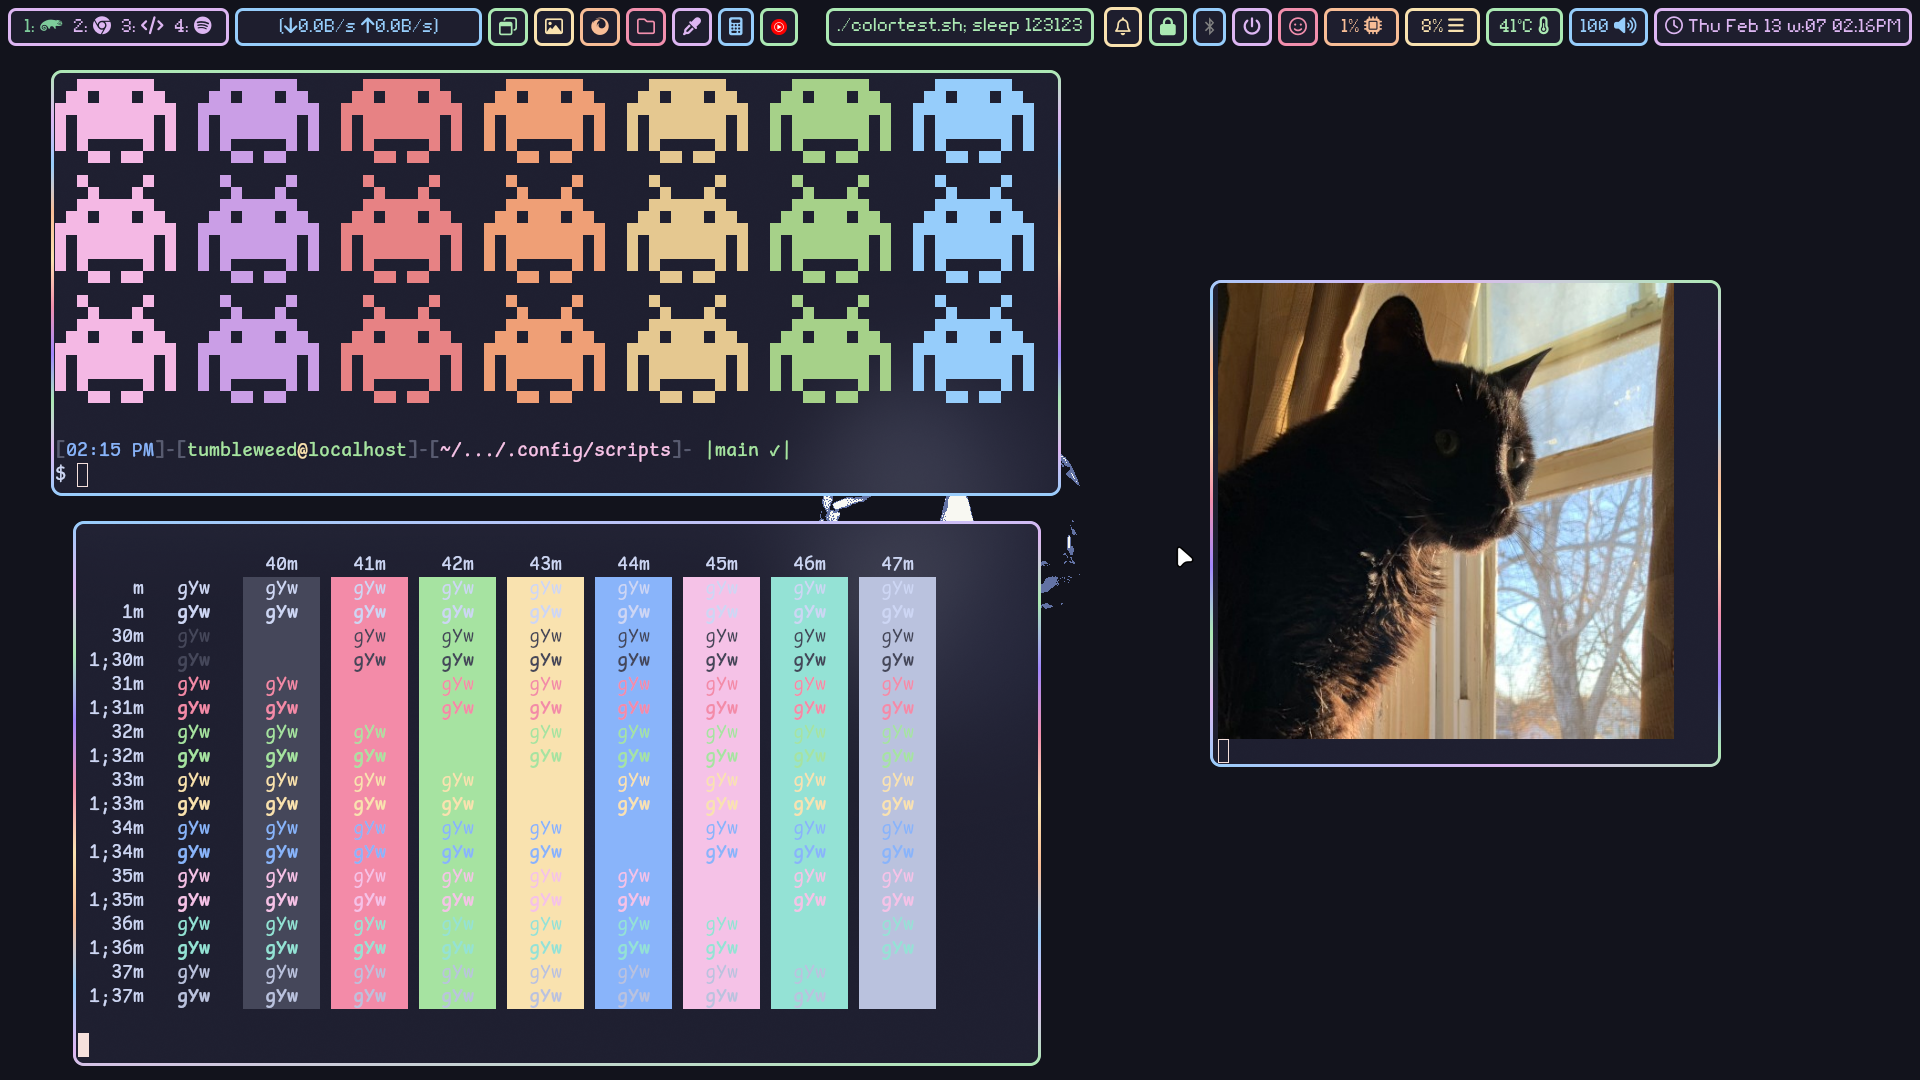 1: 2: 3: 4: (0.0B/s 0.0B/s) ./colortest.sh; sleep 123123 1% 8% 41°C 100 Thu Feb 13 w:07 02:16PM
[02:15 PM]-[tumbleweed@localhost]-[~/.../.config/scripts]- |main ✓|
$
40m 41m 42m 43m 44m 45m 46m 47m
m gYw gYw gYw gYw gYw gYw gYw gYw gYw
1m gYw gYw gYw gYw gYw gYw gYw gYw gYw
30m gYw gYw gYw gYw gYw gYw gYw gYw
1;30m gYw gYw gYw gYw gYw gYw gYw gYw
31m gYw gYw gYw gYw gYw gYw gYw gYw
1;31m gYw gYw gYw gYw gYw gYw gYw gYw
32m gYw gYw gYw gYw gYw gYw gYw gYw
1;32m gYw gYw gYw gYw gYw gYw gYw gYw
33m gYw gYw gYw gYw gYw gYw gYw gYw
1;33m gYw gYw gYw gYw gYw gYw gYw gYw
34m gYw gYw gYw gYw gYw gYw gYw gYw
1;34m gYw gYw gYw gYw gYw gYw gYw gYw
35m gYw gYw gYw gYw gYw gYw gYw gYw
1;35m gYw gYw gYw gYw gYw gYw gYw gYw
36m gYw gYw gYw gYw gYw gYw gYw gYw
1;36m gYw gYw gYw gYw gYw gYw gYw gYw
37m gYw gYw gYw gYw gYw gYw gYw gYw
1;37m gYw gYw gYw gYw gYw gYw gYw gYw